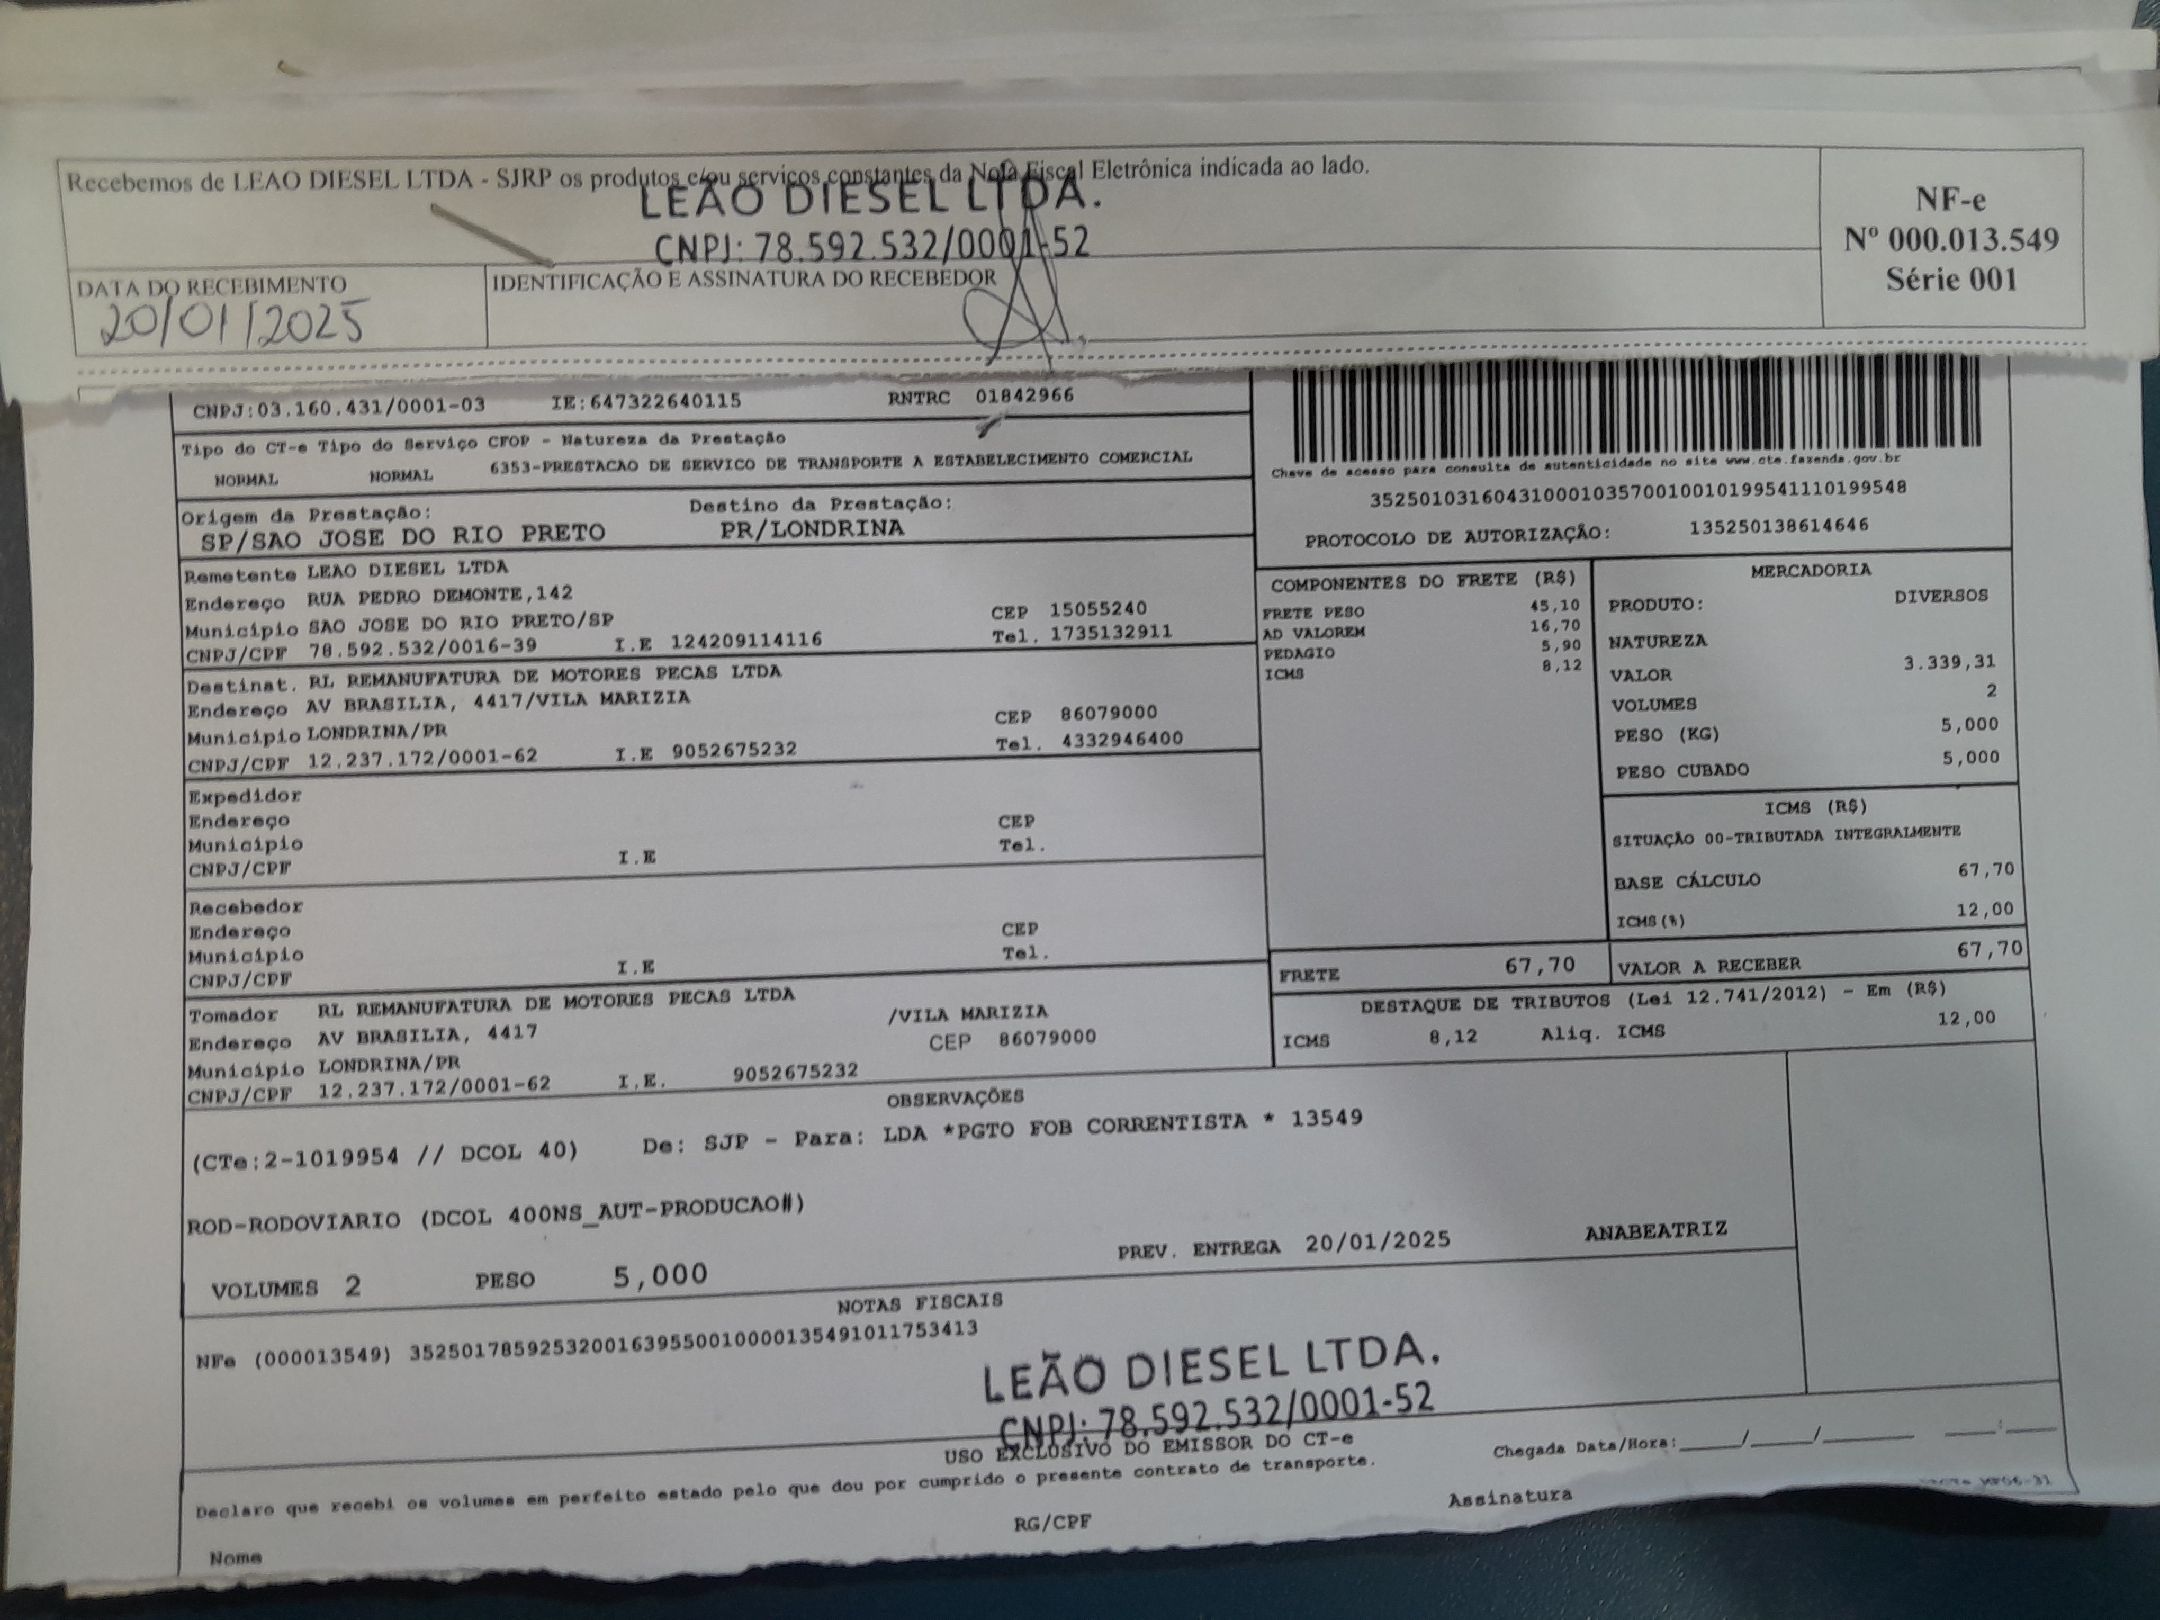 Recebemos de LEAO DIESEL LTDA - SJRP os produtos e/ou serviços constantes da Nota Fiscal Eletrônica indicada ao lado.
LEÃO DIESEL LTDA.
CNPJ: 78.592.532/0001-52
NF-e
Nº 000.013.549
Série 001
DATA DO RECEBIMENTO
20/01/2025
IDENTIFICAÇÃO E ASSINATURA DO RECEBEDOR
CNPJ:03.160.431/0001-03 IE:647322640115 RNTRC 01842966
Tipo do CT-e Tipo do Serviço CFOP - Natureza da Prestação
NORMAL NORMAL 6353-PRESTACAO DE SERVICO DE TRANSPORTE A ESTABELECIMENTO COMERCIAL
Chave de acesso para consulta de autenticidade no site www.cte.fazenda.gov.br
35250103160431000103570010010199541110199548
PROTOCOLO DE AUTORIZAÇÃO: 135250138614646
Origem da Prestação: Destino da Prestação:
SP/SAO JOSE DO RIO PRETO PR/LONDRINA
Remetente LEAO DIESEL LTDA
Endereço RUA PEDRO DEMONTE,142 CEP 15055240
Município SAO JOSE DO RIO PRETO/SP Tel. 1735132911
CNPJ/CPF 78.592.532/0016-39 I.E 124209114116
Destinat. RL REMANUFATURA DE MOTORES PECAS LTDA
Endereço AV BRASILIA, 4417/VILA MARIZIA CEP 86079000
Município LONDRINA/PR Tel. 4332946400
CNPJ/CPF 12.237.172/0001-62 I.E 9052675232
Expedidor
Endereço CEP
Município Tel.
CNPJ/CPF I.E
Recebedor
Endereço CEP
Município Tel.
CNPJ/CPF I.E
Tomador RL REMANUFATURA DE MOTORES PECAS LTDA
Endereço AV BRASILIA, 4417 /VILA MARIZIA
Município LONDRINA/PR CEP 86079000
CNPJ/CPF 12.237.172/0001-62 I.E. 9052675232
COMPONENTES DO FRETE (R$)
FRETE PESO 45,10
AD VALOREM 16,70
PEDAGIO 5,90
ICMS 8,12
MERCADORIA
PRODUTO: DIVERSOS
NATUREZA
VALOR 3.339,31
VOLUMES 2
PESO (KG) 5,000
PESO CUBADO 5,000
ICMS (R$)
SITUAÇÃO 00-TRIBUTADA INTEGRALMENTE
BASE CÁLCULO 67,70
ICMS(%) 12,00
FRETE 67,70 VALOR A RECEBER 67,70
DESTAQUE DE TRIBUTOS (Lei 12.741/2012) - Em (R$)
ICMS 8,12 Aliq. ICMS 12,00
OBSERVAÇÕES
(CTe:2-1019954 // DCOL 40) De: SJP - Para: LDA *PGTO FOB CORRENTISTA * 13549
ROD-RODOVIARIO (DCOL 400NS_AUT-PRODUCAO#)
PREV. ENTREGA 20/01/2025 ANABEATRIZ
VOLUMES 2 PESO 5,000
NOTAS FISCAIS
NFe (000013549) 35250178592532001639550010000135491011753413
LEÃO DIESEL LTDA.
CNPJ: 78.592.532/0001-52
USO EXCLUSIVO DO EMISSOR DO CT-e
Chegada Data/Hora:____/____/______ ____:____
Declaro que recebi os volumes em perfeito estado pelo que dou por cumprido o presente contrato de transporte.
Assinatura
RG/CPF
Nome